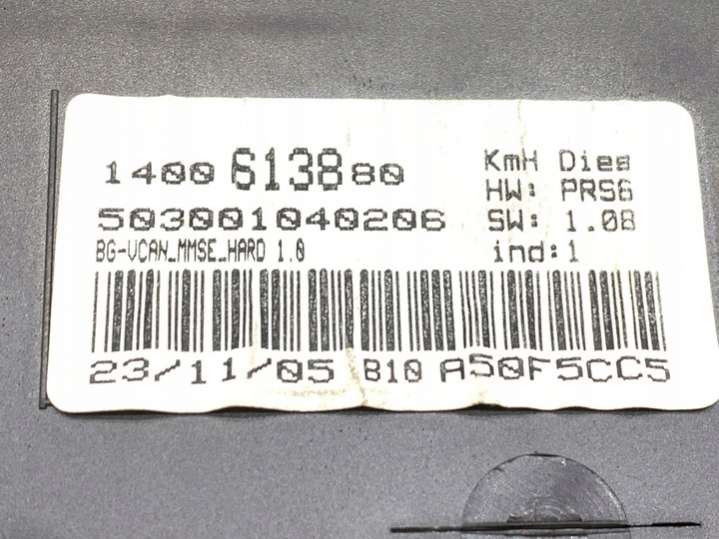 1400 6138 80
503001040206
BG-VCAN_MMSE_HARD 1.0
KmH Dies
HW: PRS6
SW: 1.08
ind:1
23/11/05 B10 A50F5CC5